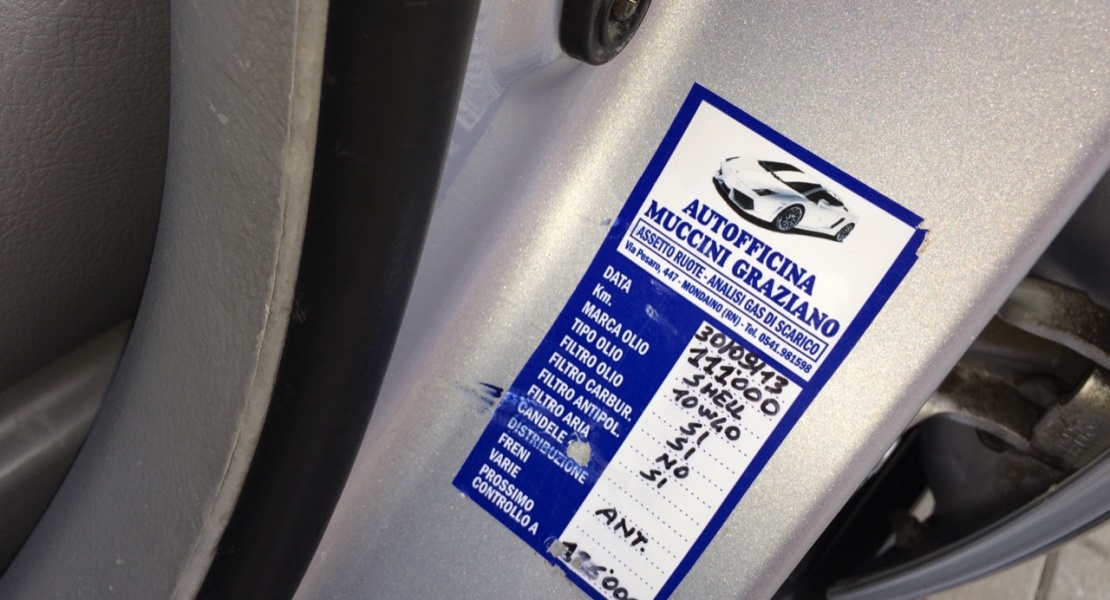 AUTOFFICINA
MUCCINI GRAZIANO
ASSETTO RUOTE - ANALISI GAS DI SCARICO
Via Pesaro, 447 - MONDAINO (RN) - Tel. 0541.981598
DATA 30/09/13
Km. 111000
MARCA OLIO SHELL
TIPO OLIO 10W40
FILTRO OLIO SI
FILTRO CARBUR. SI
FILTRO ANTIPOL. NO
FILTRO ARIA SI
CANDELE
DISTRIBUZIONE
FRENI ANT.
VARIE
PROSSIMO
CONTROLLO A